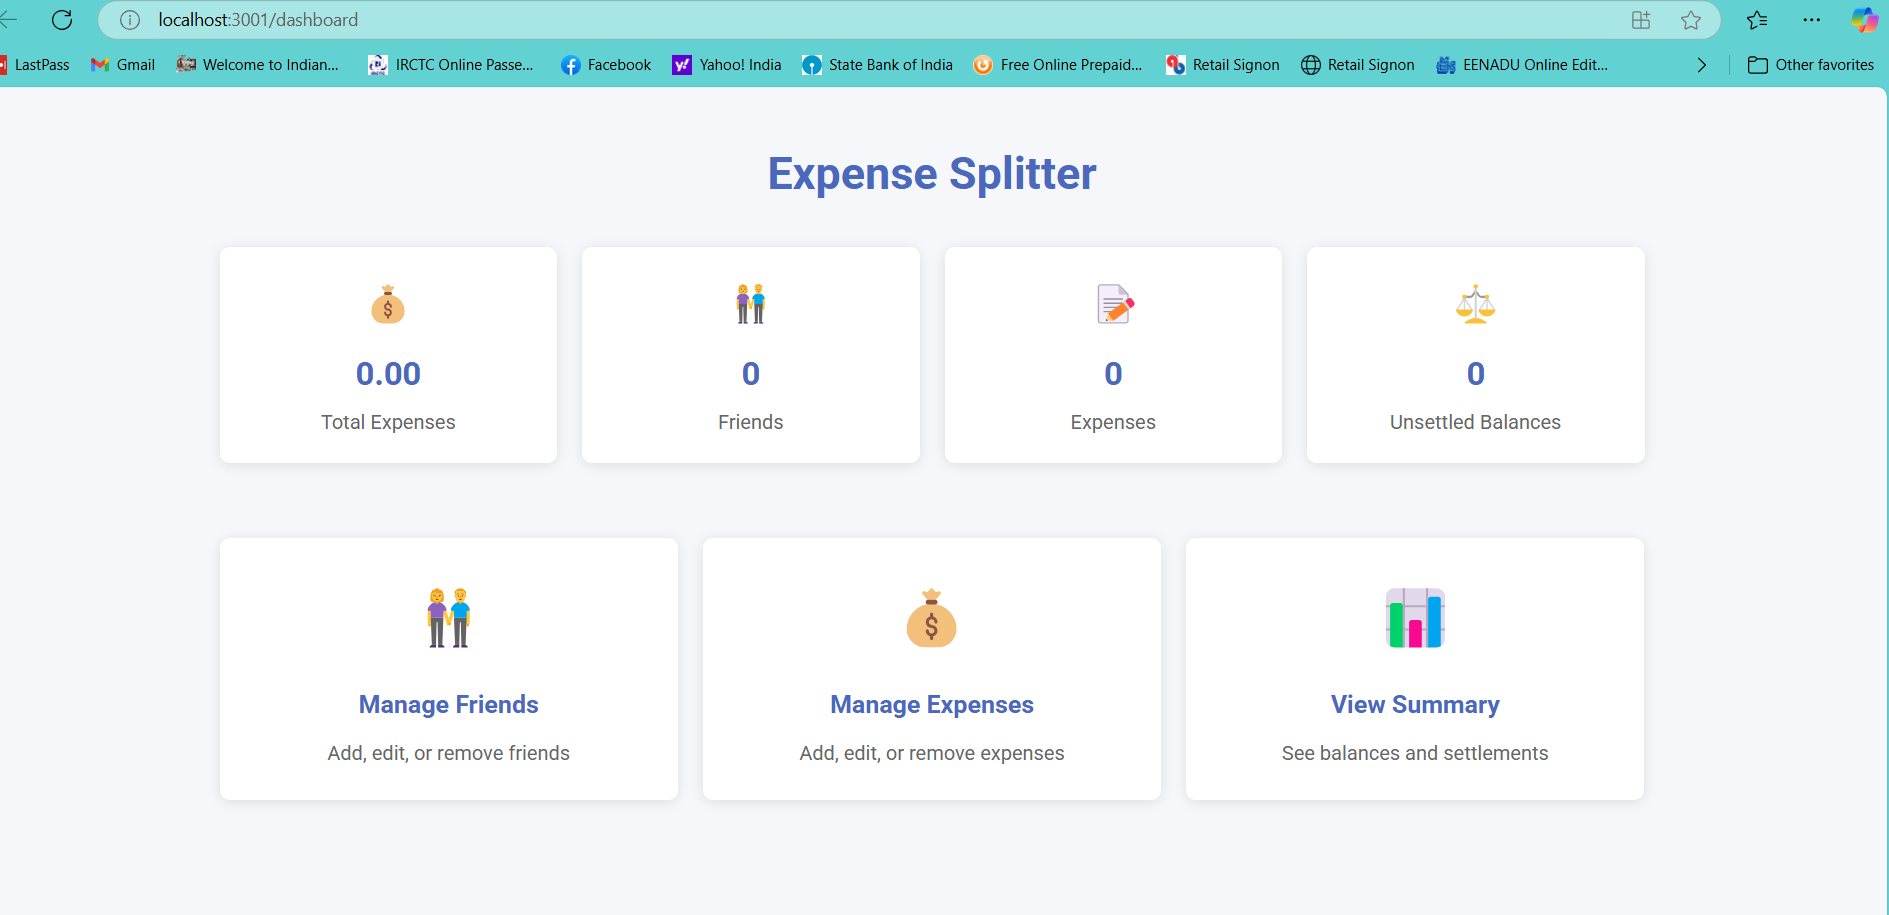 localhost:3001/dashboard
LastPass Gmail Welcome to Indian... IRCTC Online Passe... Facebook Yahoo! India State Bank of India Free Online Prepaid... Retail Signon Retail Signon EENADU Online Edit... Other favorites
Expense Splitter
$
0.00
Total Expenses
0
Friends
0
Expenses
0
Unsettled Balances
Manage Friends
Add, edit, or remove friends
$
Manage Expenses
Add, edit, or remove expenses
View Summary
See balances and settlements